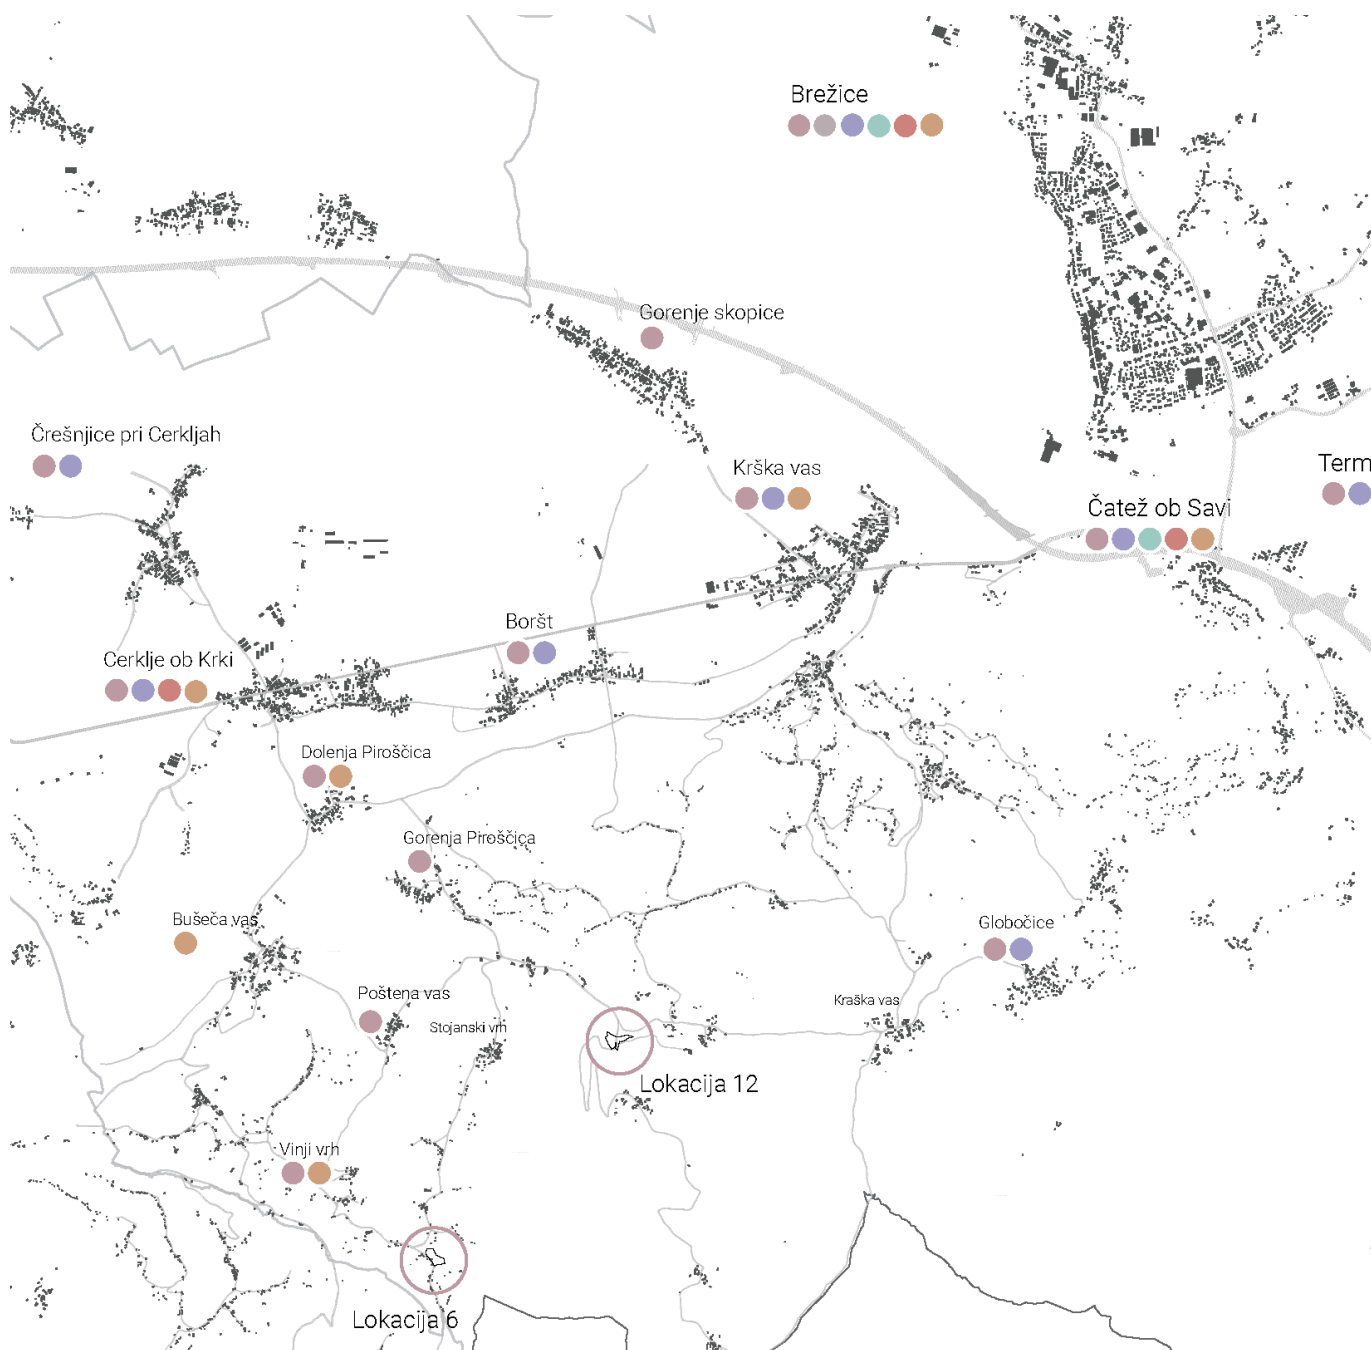 Brežice
Gorenje skopice
Črešnjice pri Cerkljah
Krška vas
Term
Čatež ob Savi
Boršt
Cerklje ob Krki
Dolenja Piroščica
Gorenja Piroščica
Bušeča vas
Globočice
Poštena vas
Kraška vas
Stojanski vrh
Lokacija 12
Vinji vrh
Lokacija 6